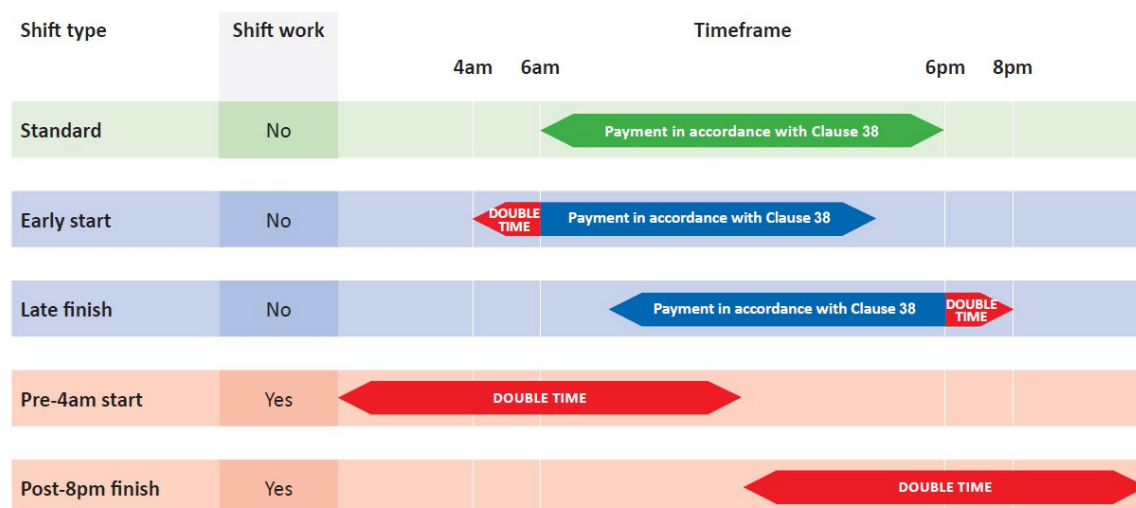 Shift type Shift work Timeframe
4am 6am 6pm 8pm
Standard No Payment in accordance with Clause 38
Early start No DOUBLE TIME Payment in accordance with Clause 38
Late finish No Payment in accordance with Clause 38 DOUBLE TIME
Pre-4am start Yes DOUBLE TIME
Post-8pm finish Yes DOUBLE TIME